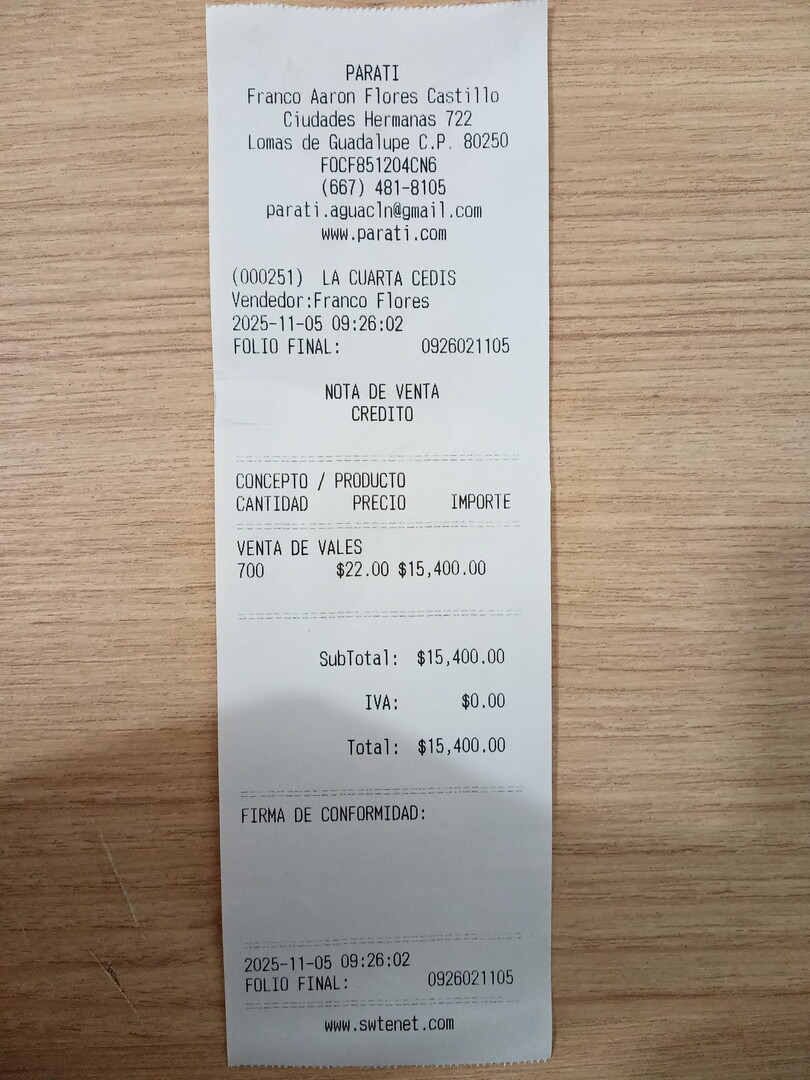 PARATI
Franco Aaron Flores Castillo
Ciudades Hermanas 722
Lomas de Guadalupe C.P. 80250
FOCF851204CN6
(667) 481-8105
parati.aguacln@gmail.com
www.parati.com
(000251) LA CUARTA CEDIS
Vendedor:Franco Flores
2025-11-05 09:26:02
FOLIO FINAL: 0926021105
NOTA DE VENTA
CREDITO
CONCEPTO / PRODUCTO
CANTIDAD PRECIO IMPORTE
VENTA DE VALES
700 $22.00 $15,400.00
SubTotal: $15,400.00
IVA: $0.00
Total: $15,400.00
FIRMA DE CONFORMIDAD:
2025-11-05 09:26:02
FOLIO FINAL: 0926021105
www.swtenet.com